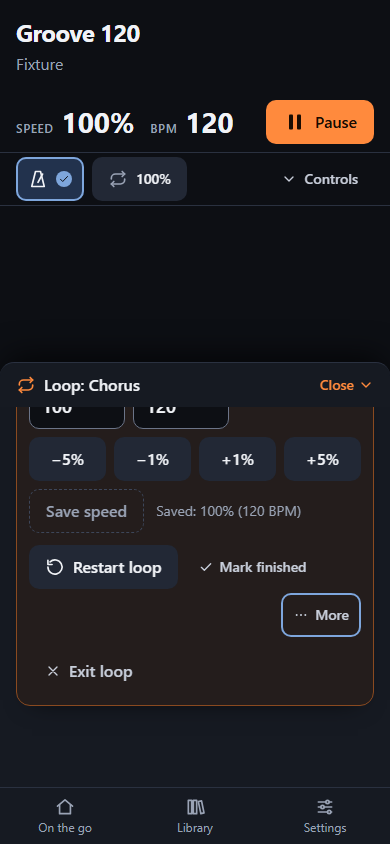 Groove 120
Fixture
SPEED 100% BPM 120 Pause
100% Controls
Loop: Chorus Close
100 120
−5% −1% +1% +5%
Save speed Saved: 100% (120 BPM)
Restart loop Mark finished
··· More
Exit loop
On the go Library Settings